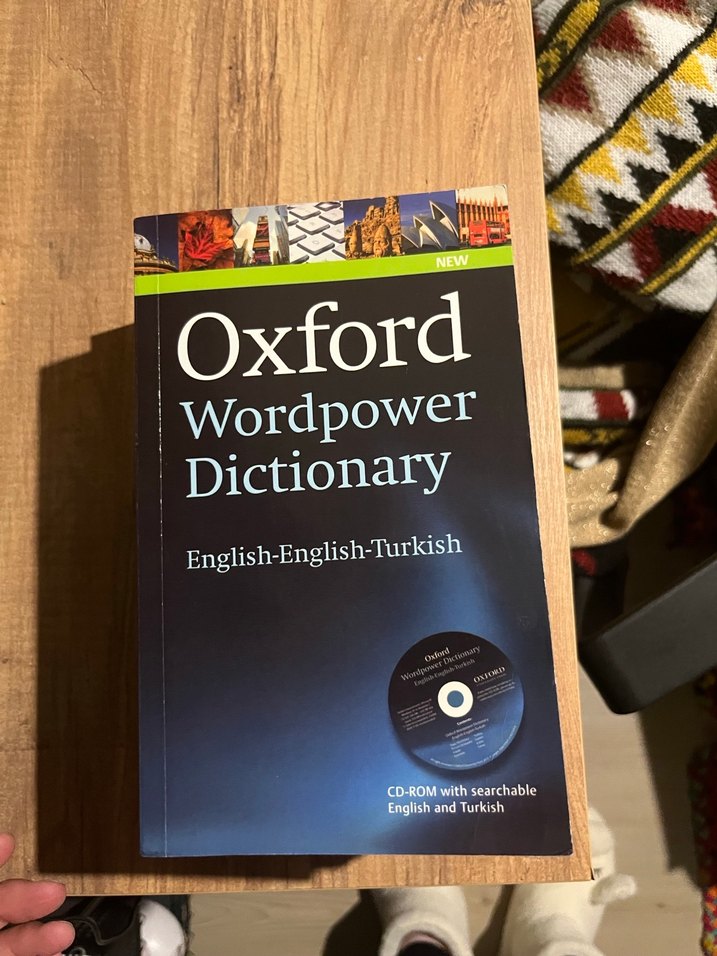 NEW
Oxford
Wordpower
Dictionary
English-English-Turkish
Oxford
Wordpower Dictionary
English-English-Turkish
OXFORD
CD-ROM with searchable
English and Turkish